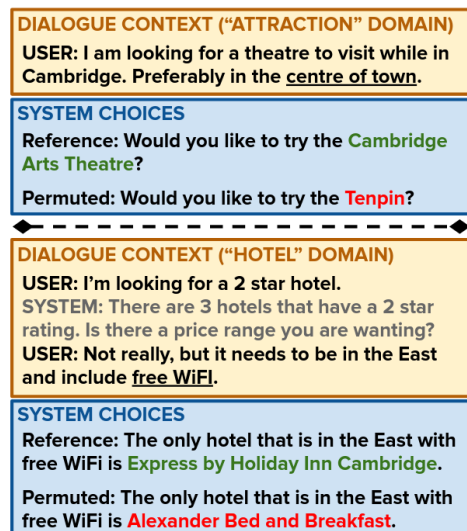 DIALOGUE CONTEXT (“ATTRACTION” DOMAIN)
USER: I am looking for a theatre to visit while in
Cambridge. Preferably in the centre of town.
SYSTEM CHOICES
Reference: Would you like to try the Cambridge
Arts Theatre?
Permuted: Would you like to try the Tenpin?
DIALOGUE CONTEXT (“HOTEL” DOMAIN)
USER: I’m looking for a 2 star hotel.
SYSTEM: There are 3 hotels that have a 2 star
rating. Is there a price range you are wanting?
USER: Not really, but it needs to be in the East
and include free WiFI.
SYSTEM CHOICES
Reference: The only hotel that is in the East with
free WiFi is Express by Holiday Inn Cambridge.
Permuted: The only hotel that is in the East with
free WiFi is Alexander Bed and Breakfast.